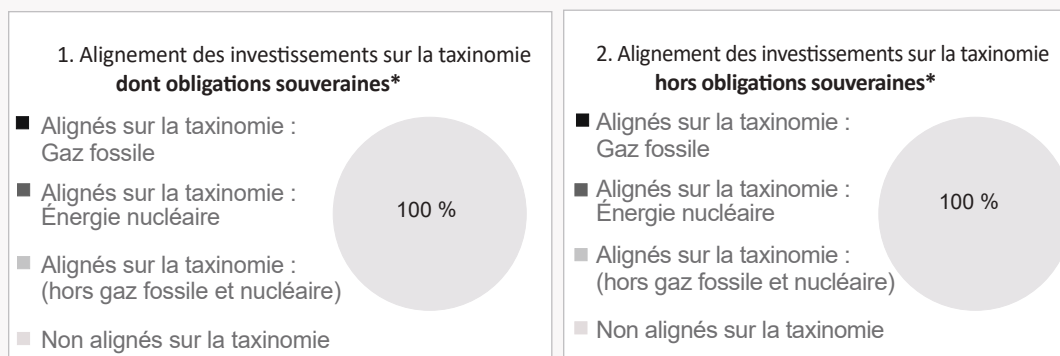 1. Alignement des investissements sur la taxinomie
dont obligations souveraines*
Alignés sur la taxinomie :
Gaz fossile
Alignés sur la taxinomie :
Énergie nucléaire
Alignés sur la taxinomie :
(hors gaz fossile et nucléaire)
Non alignés sur la taxinomie
100 %
2. Alignement des investissements sur la taxinomie
hors obligations souveraines*
Alignés sur la taxinomie :
Gaz fossile
Alignés sur la taxinomie :
Énergie nucléaire
Alignés sur la taxinomie :
(hors gaz fossile et nucléaire)
Non alignés sur la taxinomie
100 %